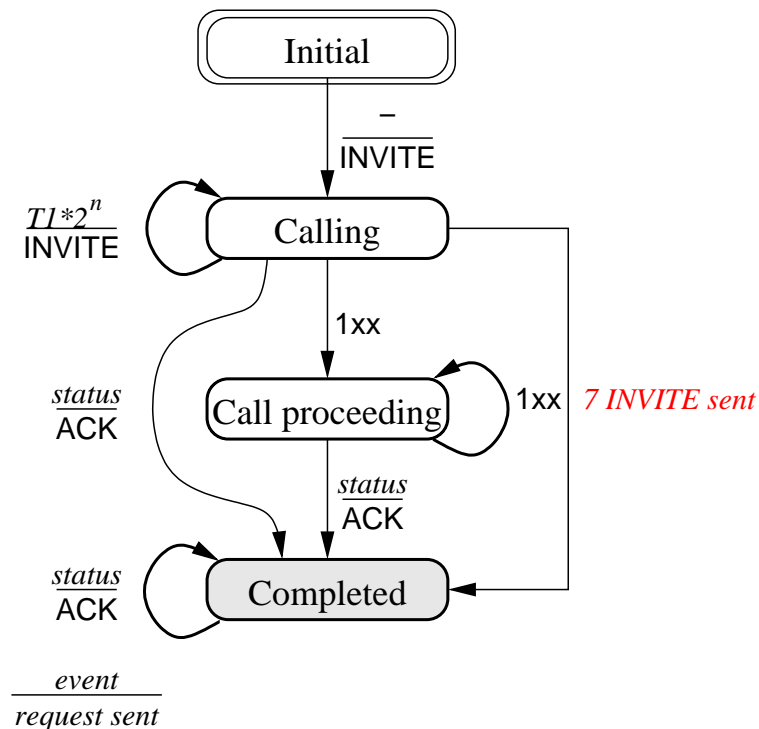 Initial
–
INVITE
T1*2^n
INVITE
Calling
1xx
status
ACK
Call proceeding
1xx
7 INVITE sent
status
ACK
status
ACK
Completed
event
request sent